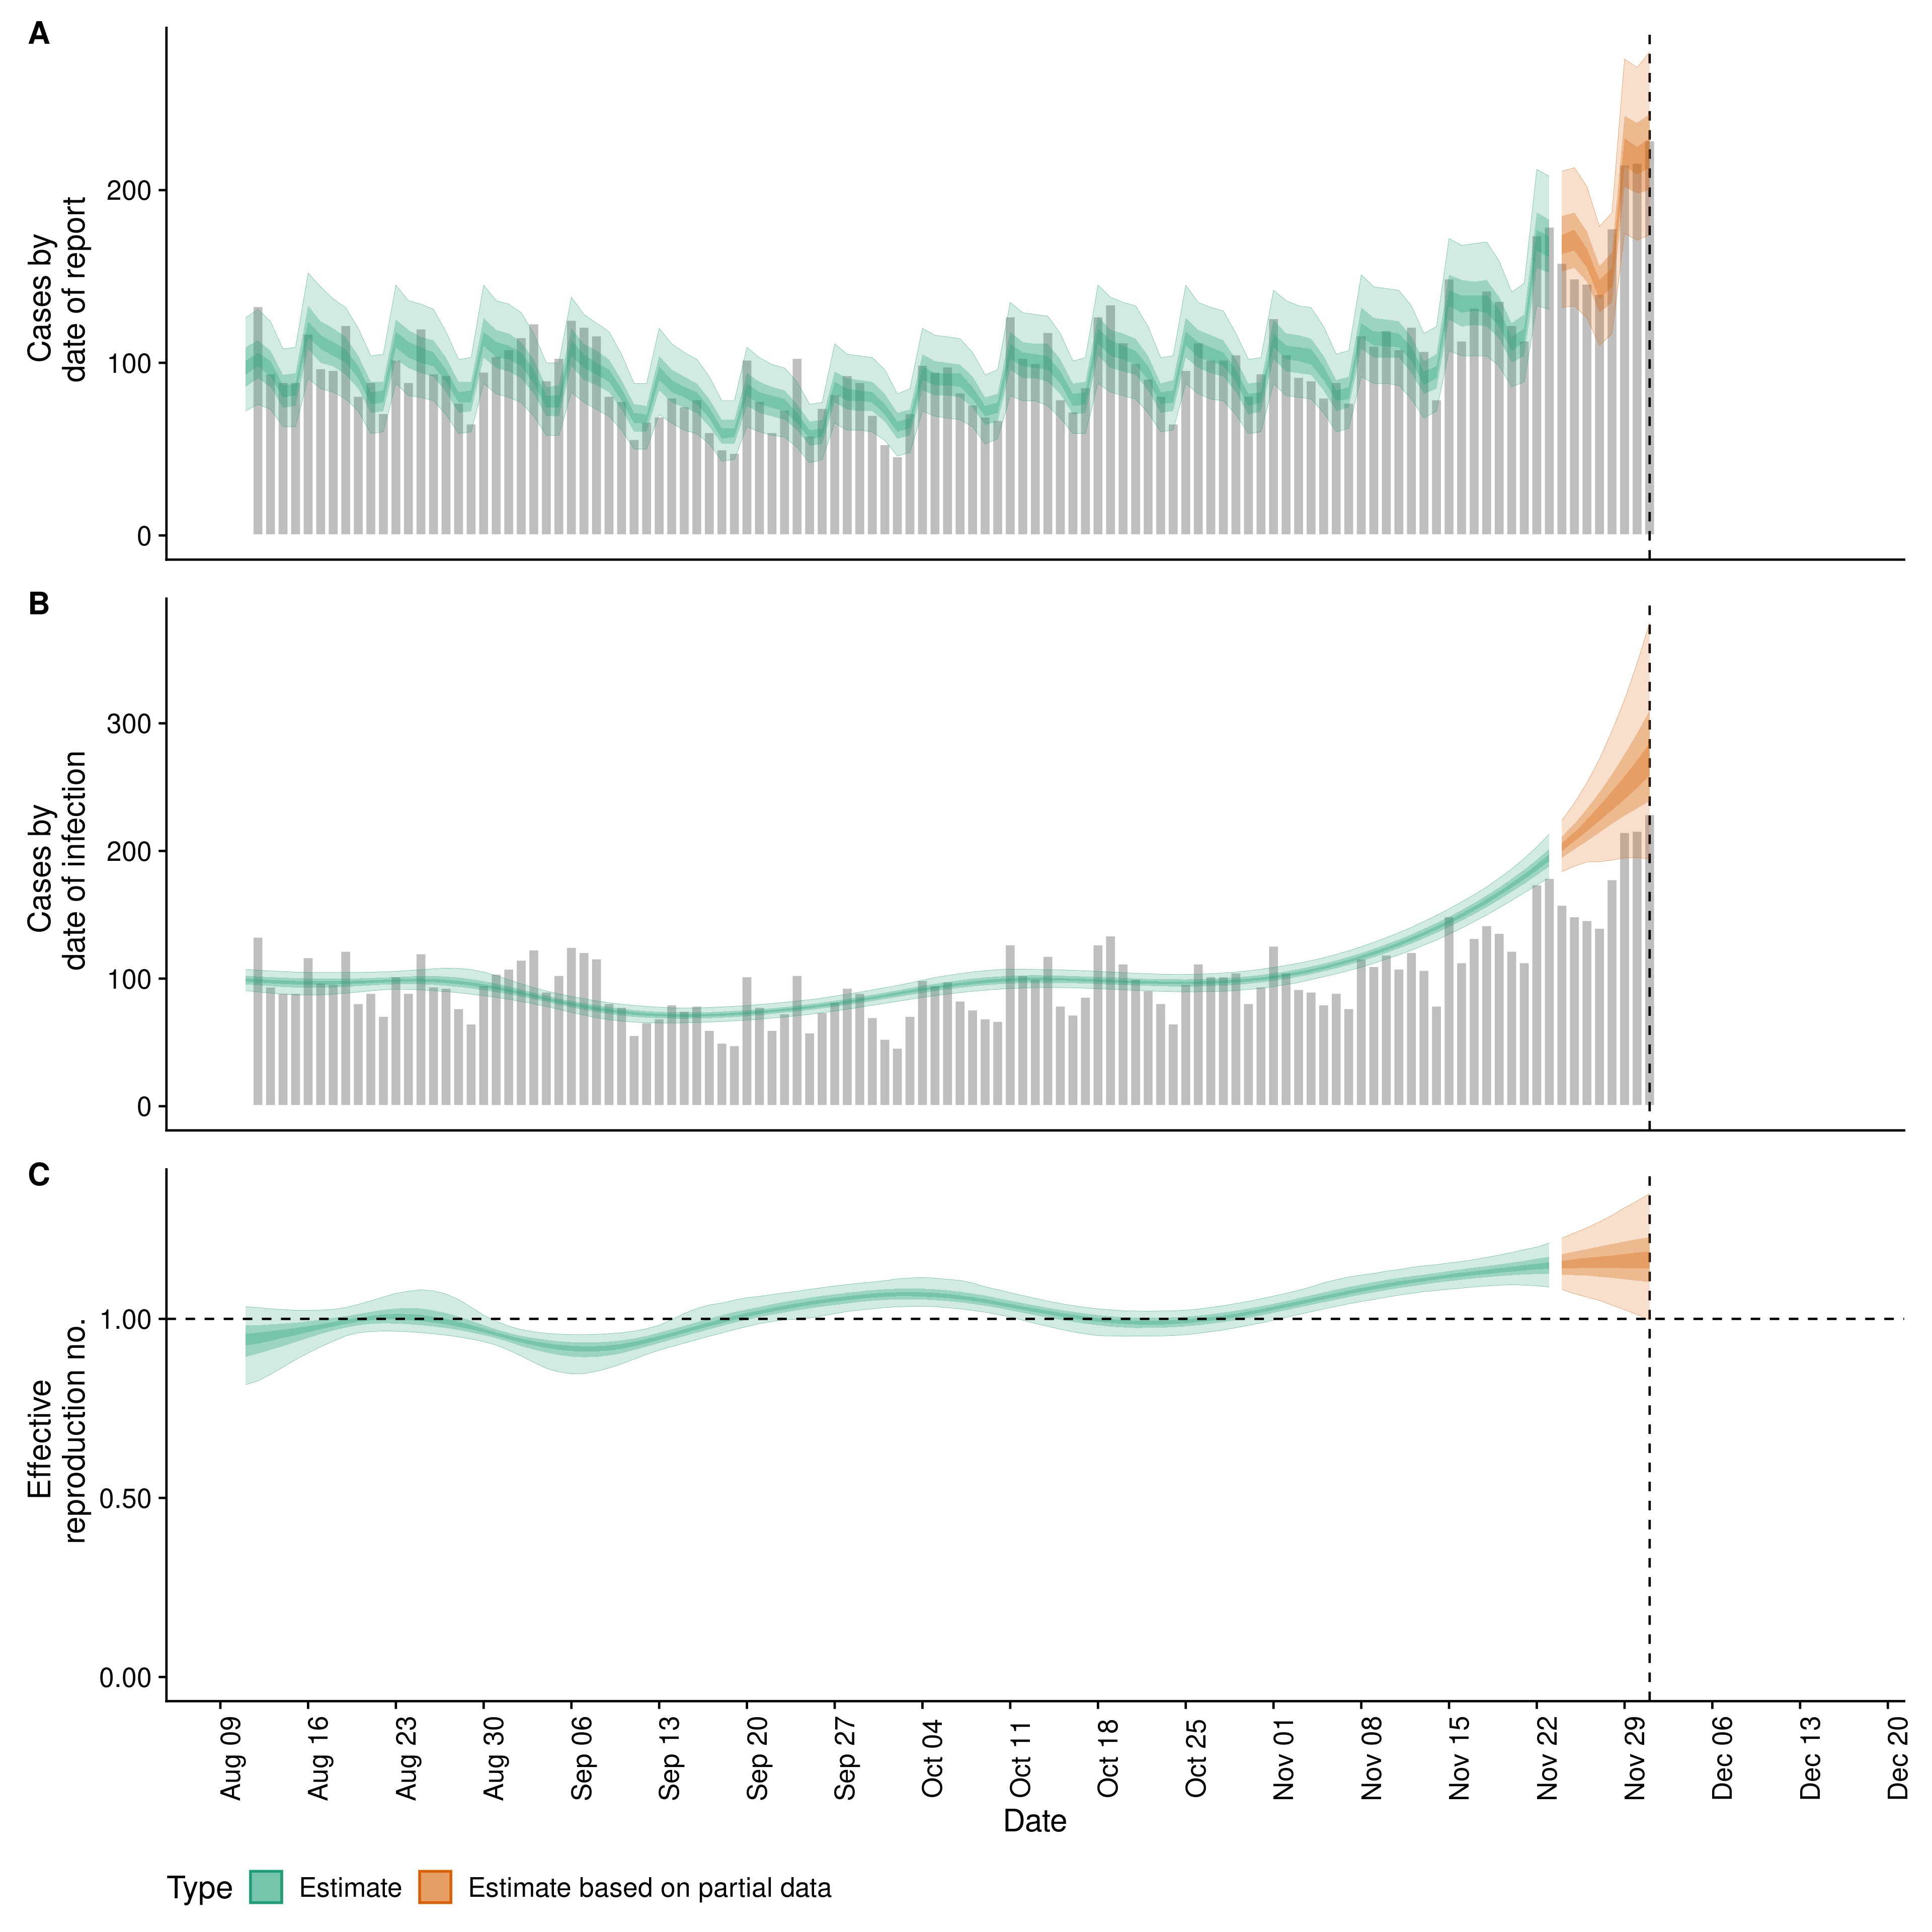 A
Cases by
date of report
200
100
0
B
Cases by
date of infection
300
200
100
0
C
Effective
reproduction no.
1.00
0.50
0.00
Aug 09
Aug 16
Aug 23
Aug 30
Sep 06
Sep 13
Sep 20
Sep 27
Oct 04
Oct 11
Oct 18
Oct 25
Nov 01
Nov 08
Nov 15
Nov 22
Nov 29
Dec 06
Dec 13
Dec 20
Date
Type Estimate Estimate based on partial data